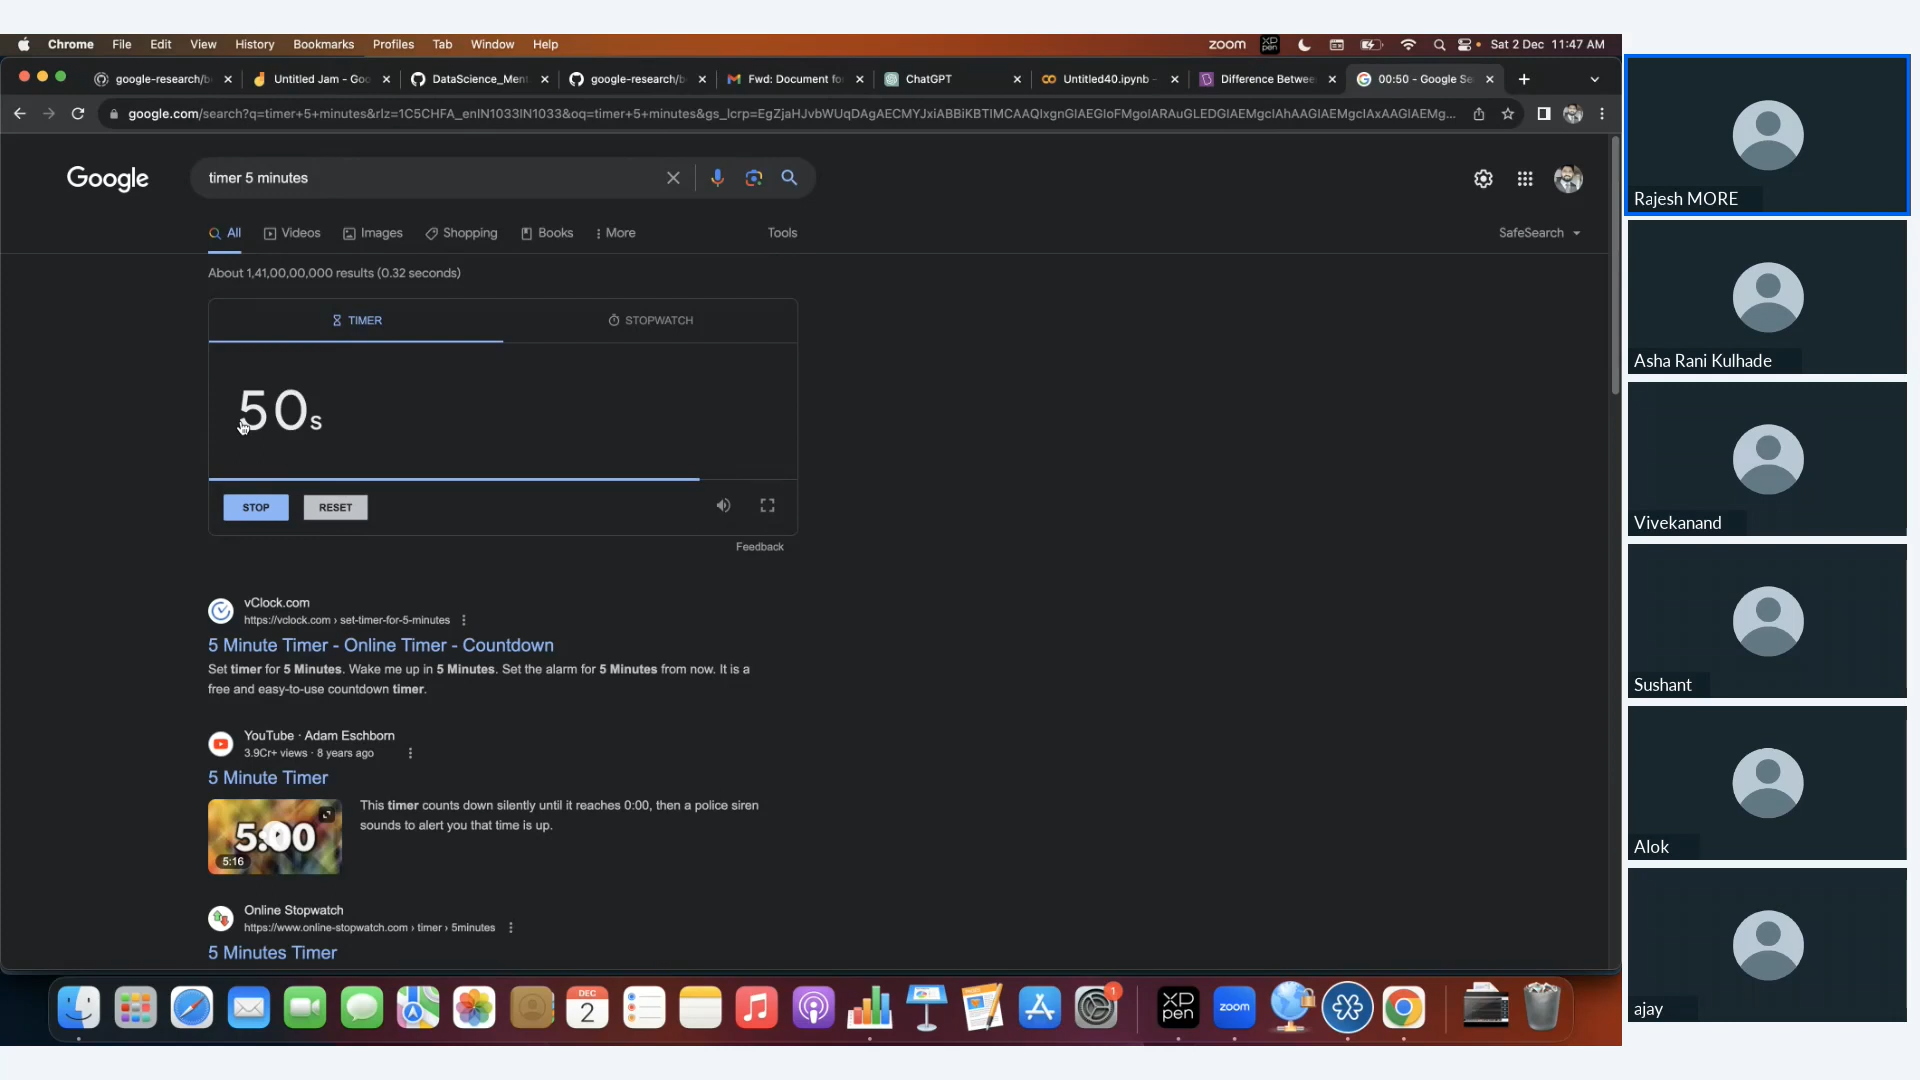 Chrome File Edit View History Bookmarks Profiles Tab Window Help zoom XP pen Sat 2 Dec 11:47 AM
google-research/b Untitled Jam - Goo DataScience_Ment google-research/b Fwd: Document fo ChatGPT Untitled40.ipynb - Difference Betwee 00:50 - Google Se
google.com/search?q=timer+5+minutes&rlz=1C5CHFA_enIN1033IN1033&oq=timer+5+minutes&gs_lcrp=
Google timer 5 minutes
All Videos Images Shopping Books More Tools SafeSearch
About 1,41,00,00,000 results (0.32 seconds)
TIMER STOPWATCH
50s
STOP RESET
Feedback
vClock.com
https://vclock.com › set-timer-for-5-minutes
5 Minute Timer - Online Timer - Countdown
Set timer for 5 Minutes. Wake me up in 5 Minutes. Set the alarm for 5 Minutes from now. It is a
free and easy-to-use countdown timer.
YouTube · Adam Eschborn
3.9Cr+ views · 8 years ago
5 Minute Timer
This timer counts down silently until it reaches 0:00, then a police siren
sounds to alert you that time is up.
5:00
5:16
Online Stopwatch
https://www.online-stopwatch.com › timer › 5minutes
5 Minutes Timer
DEC
2
1
XP
pen
zoom
Rajesh MORE
Asha Rani Kulhade
Vivekanand
Sushant
Alok
ajay